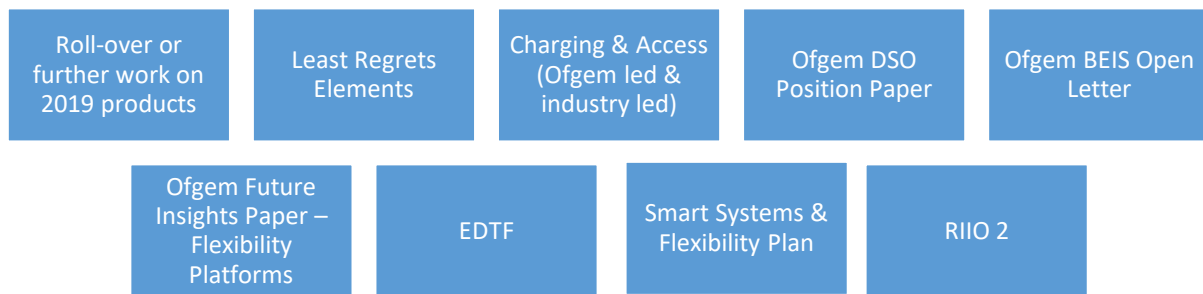 Roll-over or
further work on
2019 products
Least Regrets
Elements
Charging & Access
(Ofgem led &
industry led)
Ofgem DSO
Position Paper
Ofgem BEIS Open
Letter
Ofgem Future
Insights Paper –
Flexibility
Platforms
EDTF
Smart Systems &
Flexibility Plan
RIIO 2